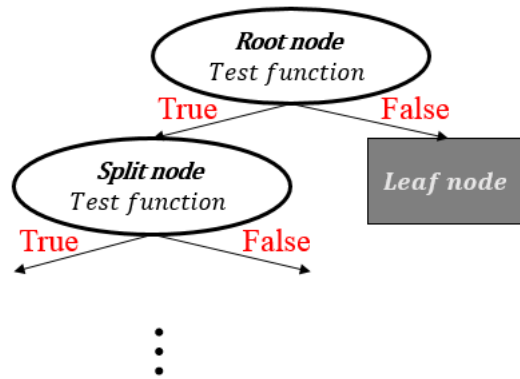 Root node
Test function
True
False
Split node
Test function
Leaf node
True
False